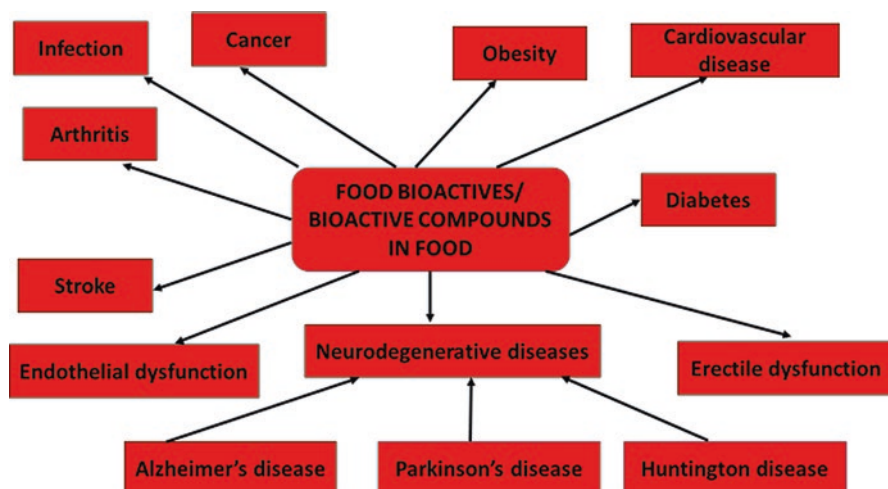 Infection
Cancer
Obesity
Cardiovascular
disease
Arthritis
FOOD BIOACTIVES/
BIOACTIVE COMPOUNDS
IN FOOD
Diabetes
Stroke
Endothelial dysfunction
Neurodegenerative diseases
Erectile dysfunction
Alzheimer's disease
Parkinson's disease
Huntington disease